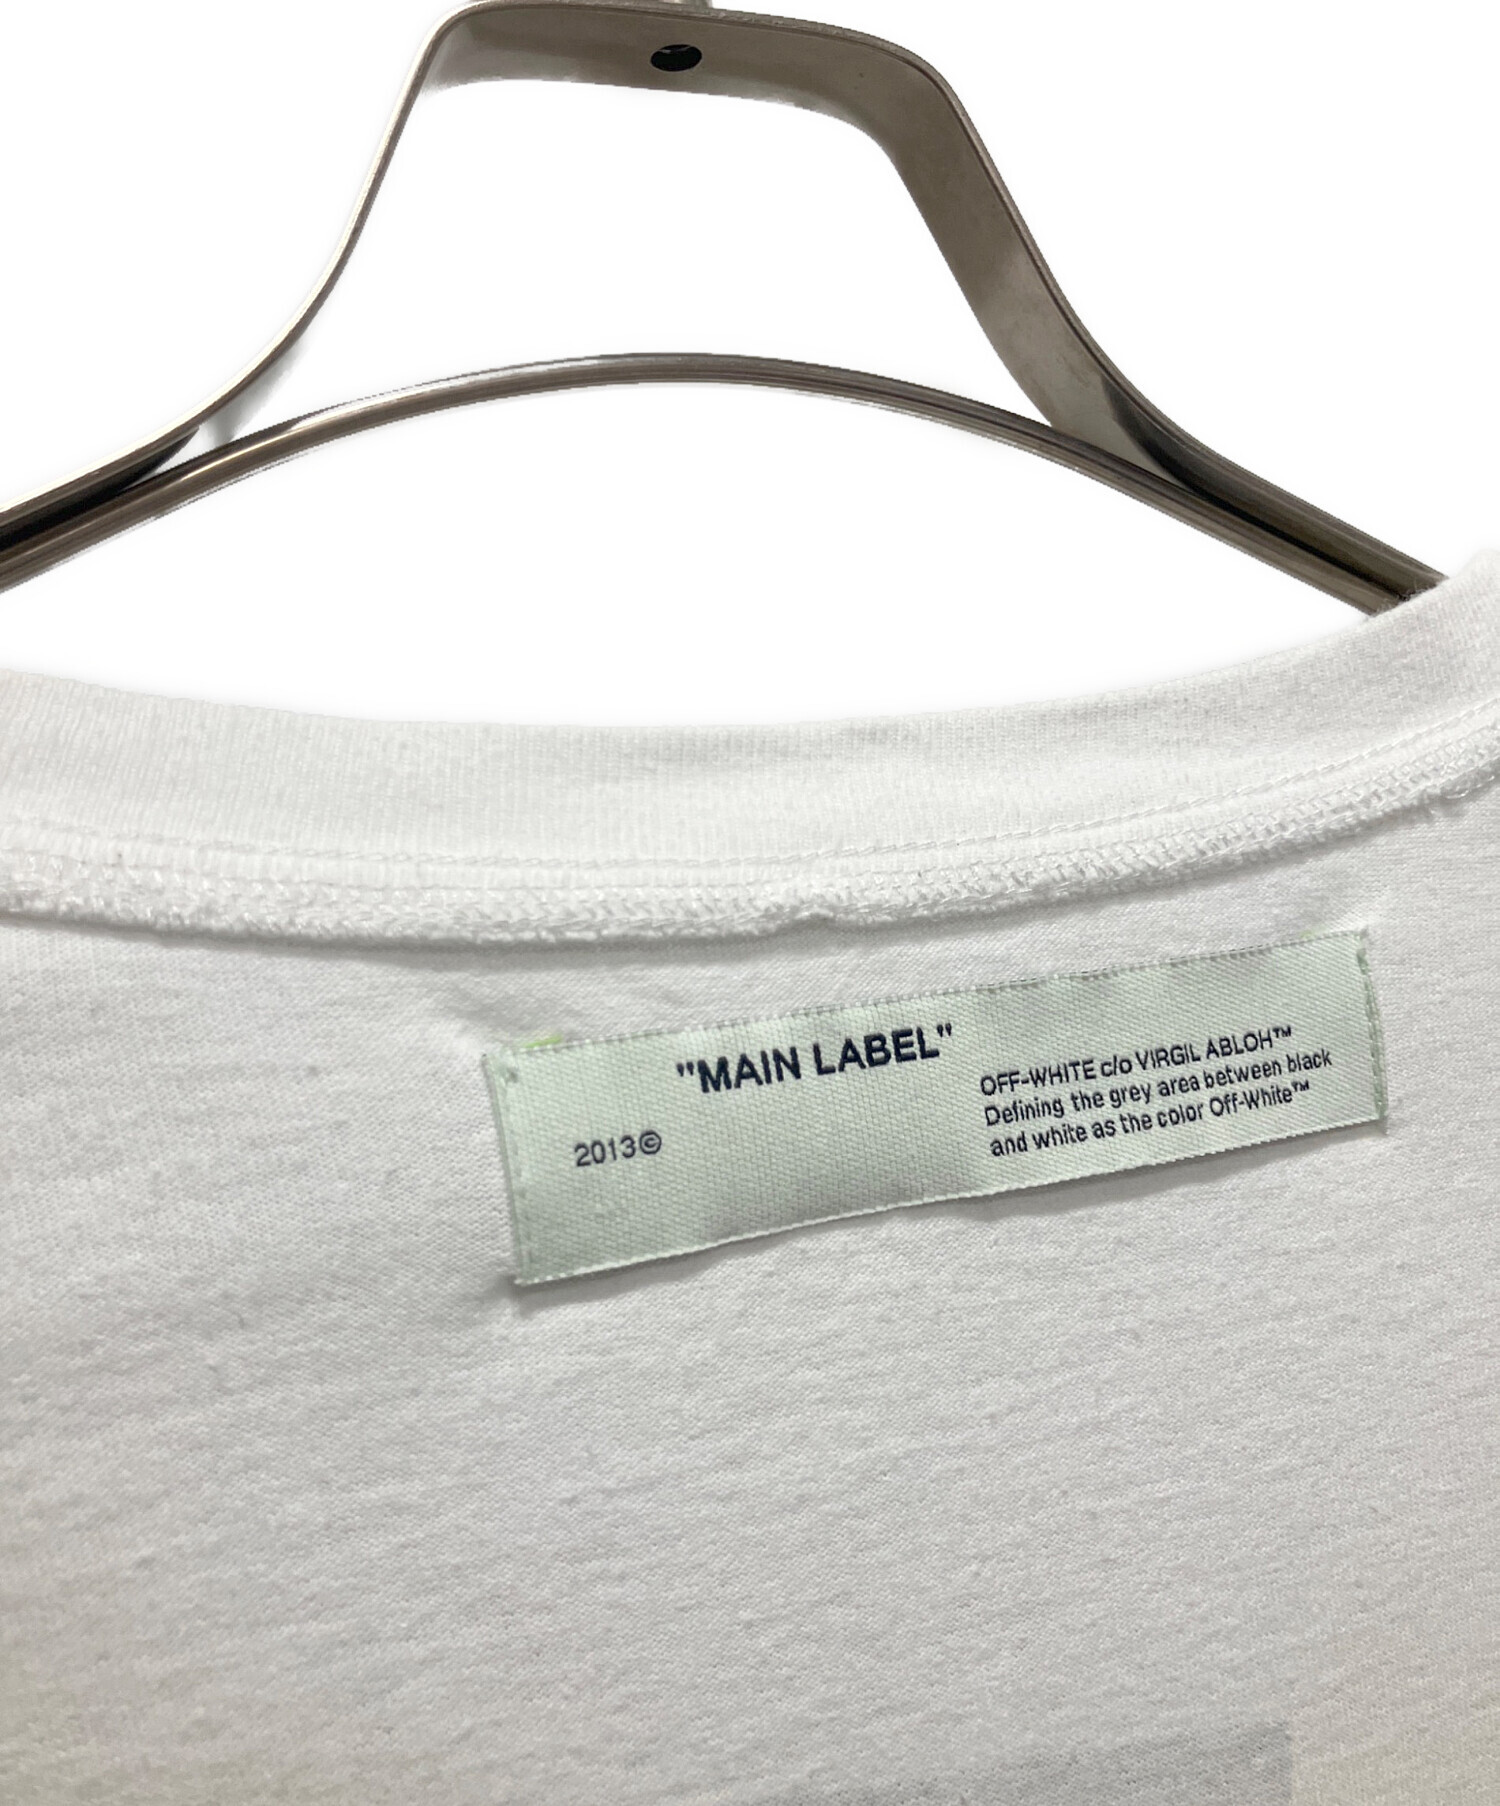 "MAIN LABEL"
2013©
OFF-WHITE c/o VIRGIL ABLOH™
Defining the grey area between black
and white as the color Off-White™